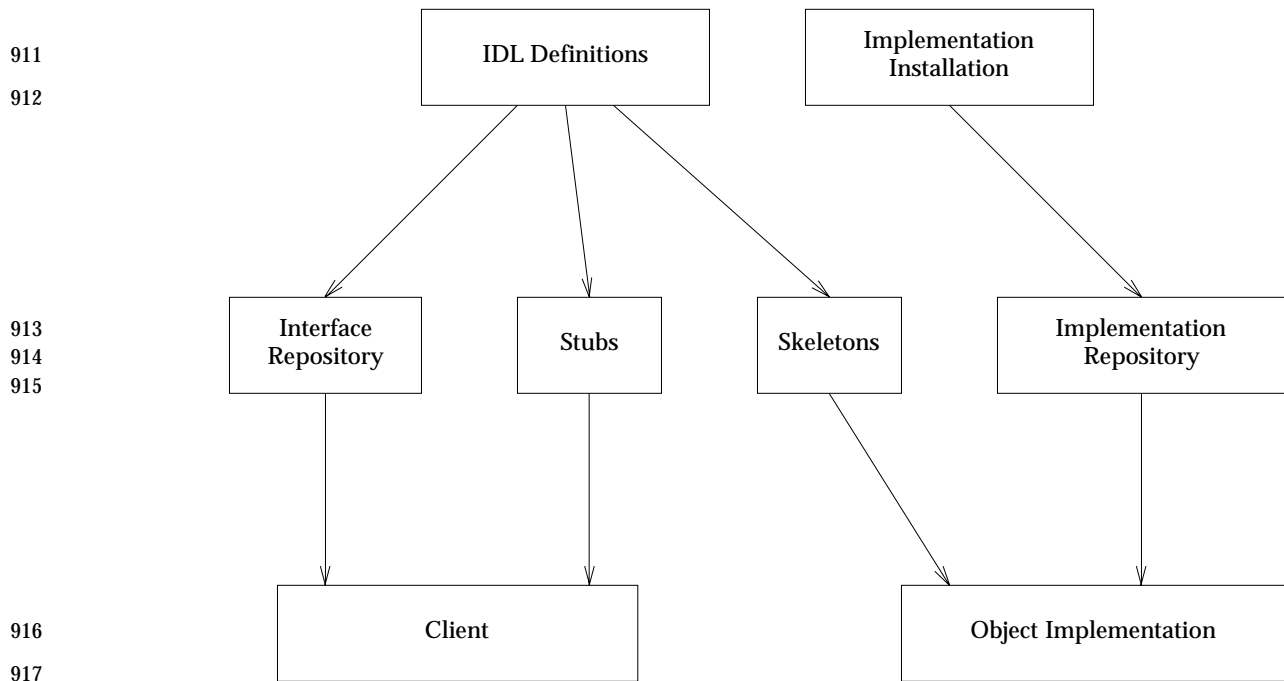 911
IDL Definitions
Implementation
Installation
912
913
Interface
Repository
Stubs
Skeletons
Implementation
Repository
914
915
916
Client
Object Implementation
917